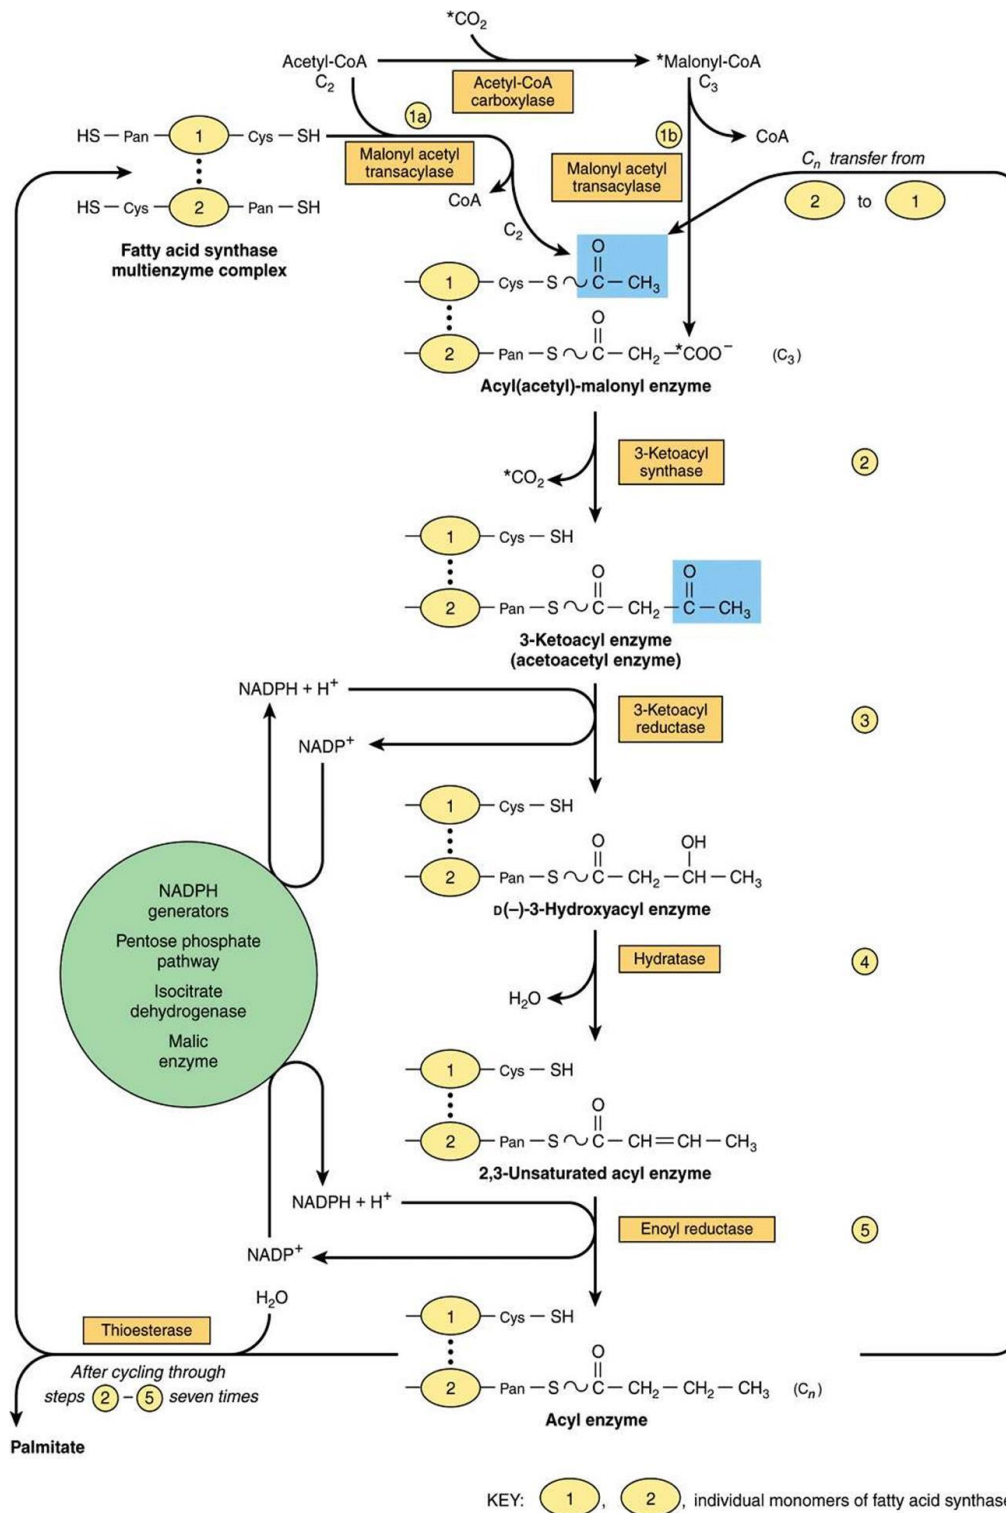 *CO₂
Acetyl-CoA
C₂
Acetyl-CoA
carboxylase
*Malonyl-CoA
C₃
1a
1b
CoA
HS — Pan — 1 — Cys — SH
Malonyl acetyl
transacylase
CoA
C₂
Malonyl acetyl
transacylase
Cₙ transfer from
2 to 1
HS — Cys — 2 — Pan — SH
Fatty acid synthase
multienzyme complex
O
1 — Cys — S ~ C — CH₃
O
2 — Pan — S ~ C — CH₂ — *COO⁻ (C₃)
Acyl(acetyl)-malonyl enzyme
3-Ketoacyl
synthase
2
*CO₂
1 — Cys — SH
O O
2 — Pan — S ~ C — CH₂ — C — CH₃
3-Ketoacyl enzyme
(acetoacetyl enzyme)
NADPH + H⁺
3-Ketoacyl
reductase
3
NADP⁺
1 — Cys — SH
O OH
2 — Pan — S ~ C — CH₂ — CH — CH₃
D(–)-3-Hydroxyacyl enzyme
NADPH
generators
Pentose phosphate
pathway
Isocitrate
dehydrogenase
Malic
enzyme
Hydratase
4
H₂O
1 — Cys — SH
O
2 — Pan — S ~ C — CH = CH — CH₃
2,3-Unsaturated acyl enzyme
NADPH + H⁺
Enoyl reductase
5
NADP⁺
H₂O
Thioesterase
1 — Cys — SH
O
2 — Pan — S ~ C — CH₂ — CH₂ — CH₃ (Cₙ)
Acyl enzyme
After cycling through
steps 2 – 5 seven times
Palmitate
KEY: 1, 2, individual monomers of fatty acid synthase